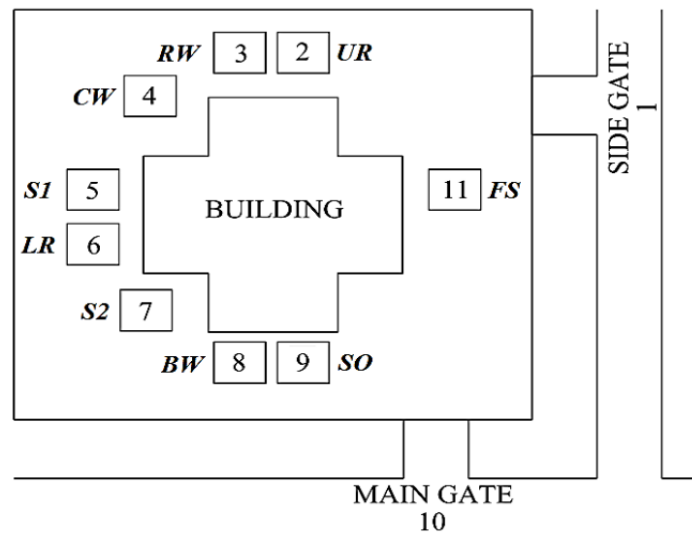 RW 3 2 UR
CW 4
SIDE GATE
1
S1 5
11 FS
BUILDING
LR 6
S2 7
BW 8 9 SO
MAIN GATE
10